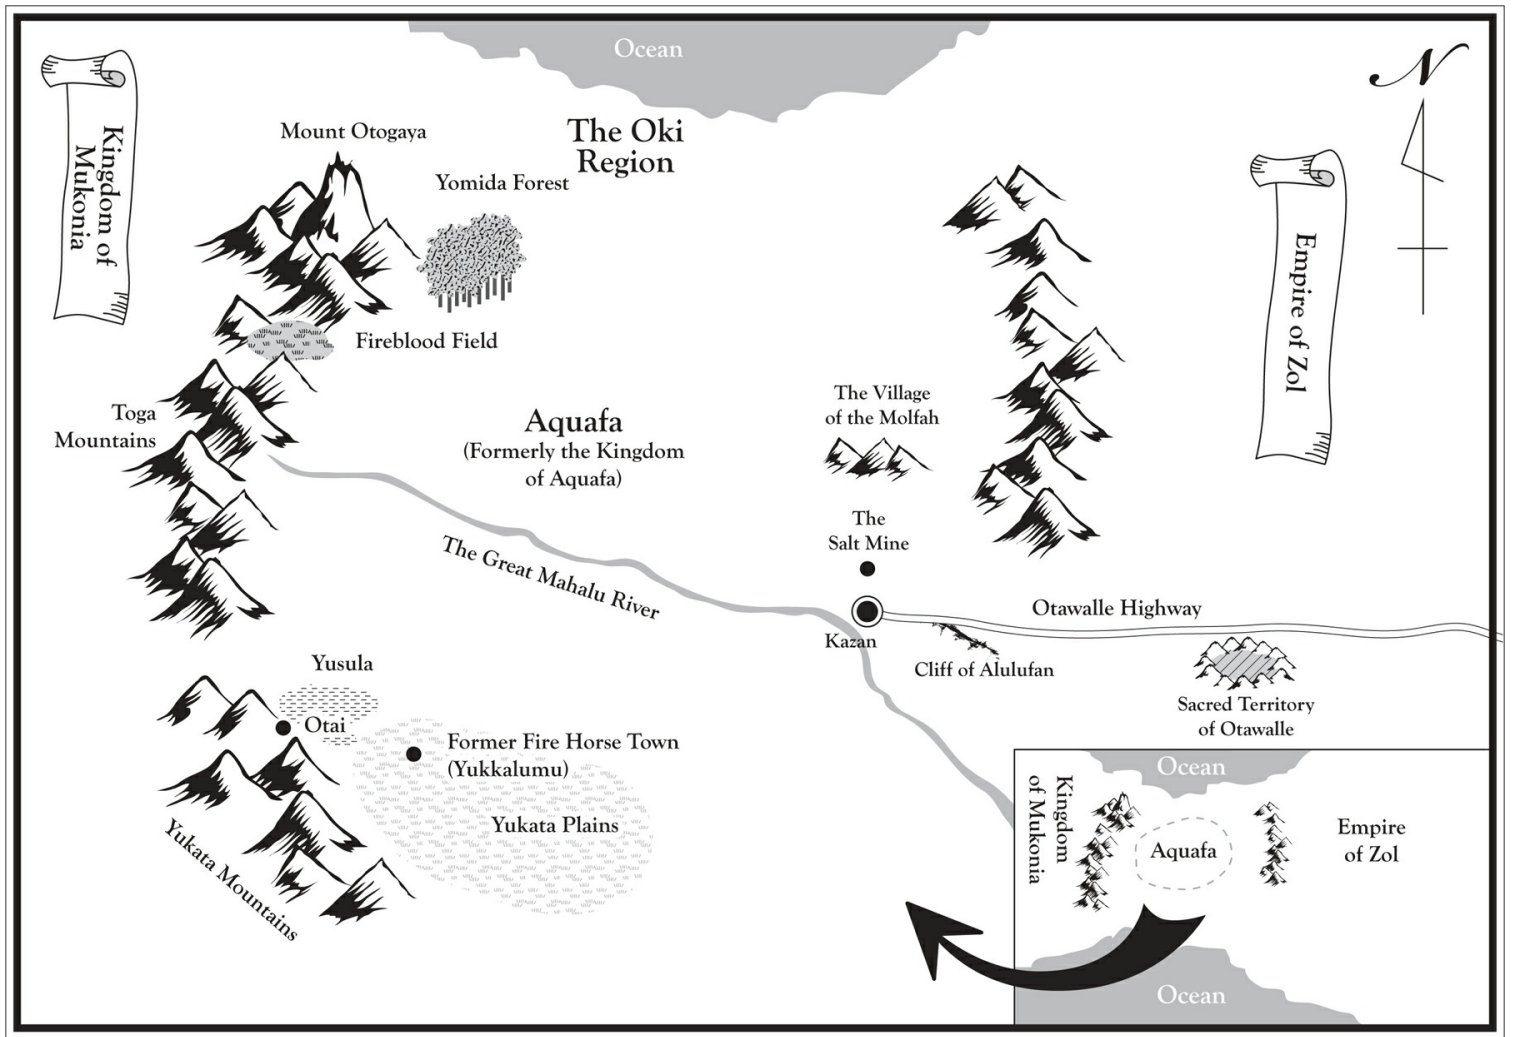 Ocean
N
Kingdom of
Mukonia
Mount Otogaya
The Oki
Region
Yomida Forest
Empire of Zol
Fireblood Field
Toga
Mountains
Aquafa
(Formerly the Kingdom
of Aquafa)
The Village
of the Molfah
The
Salt Mine
The Great Mahalu River
Kazan
Otawalle Highway
Cliff of Alulufan
Sacred Territory
of Otawalle
Yusula
Otai
Former Fire Horse Town
(Yukkalumu)
Yukata Plains
Yukata Mountains
Ocean
Kingdom
of Mukonia
Aquafa
Empire
of Zol
Ocean